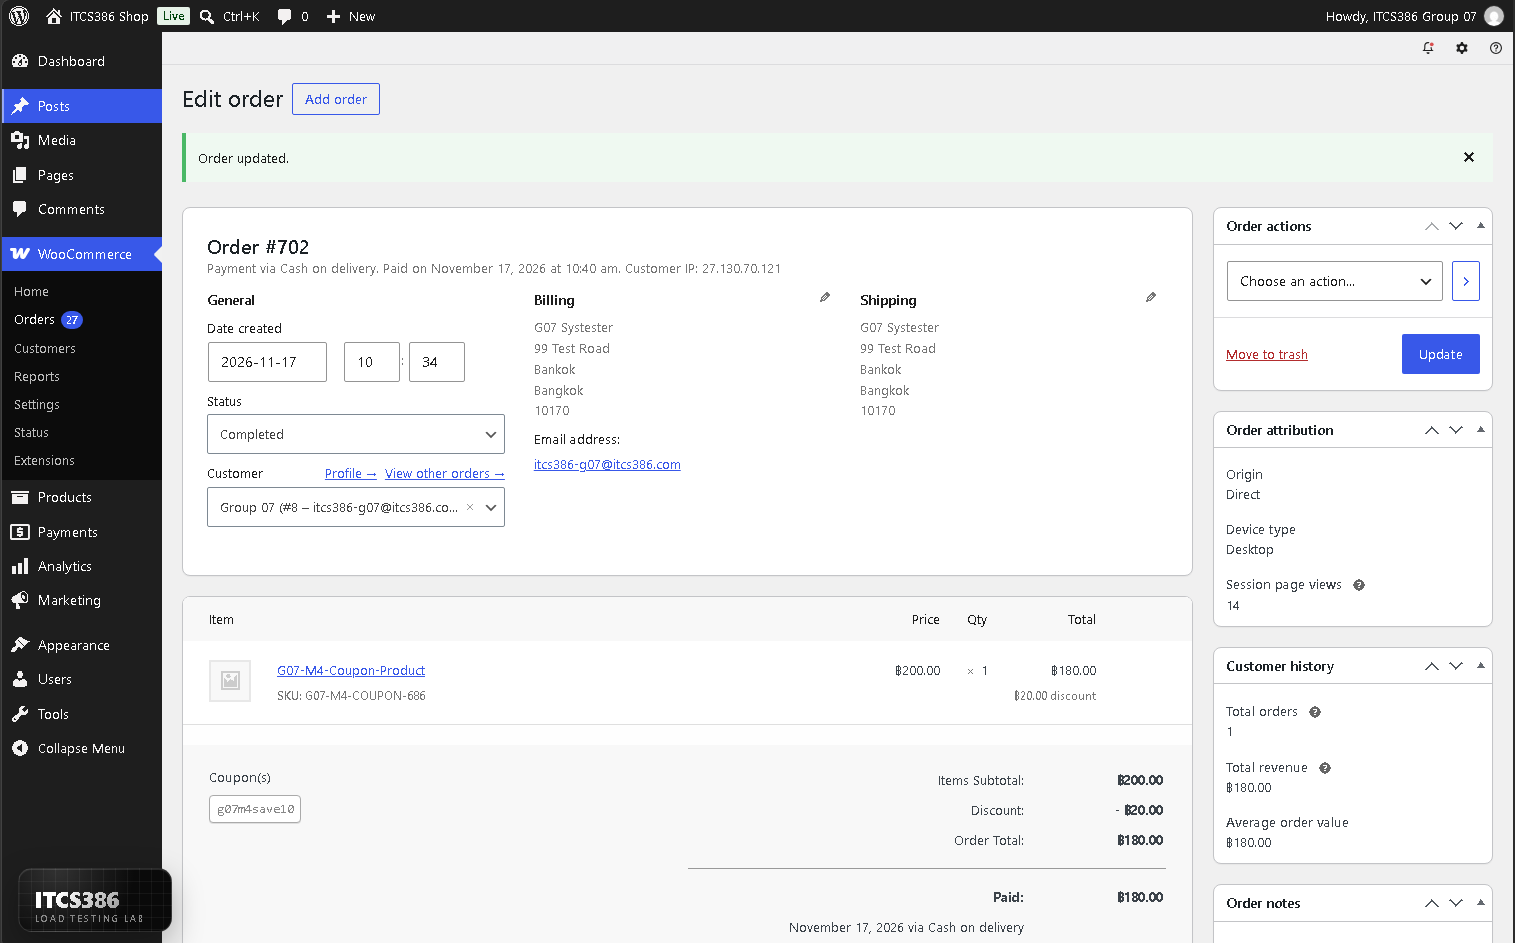 ITCS386 Shop Live Ctrl+K 0 New
Howdy, ITCS386 Group 07
Dashboard
Posts
Media
Pages
Comments
WooCommerce
Home
Orders 27
Customers
Reports
Settings
Status
Extensions
Products
Payments
Analytics
Marketing
Appearance
Users
Tools
Collapse Menu
ITCS386
LOAD TESTING LAB
Edit order Add order
Order updated.
Order #702
Payment via Cash on delivery. Paid on November 17, 2026 at 10:40 am. Customer IP: 27.130.70.121
General
Date created
2026-11-17 10 : 34
Status
Completed
Customer Profile → View other orders →
Group 07 (#8 – itcs386-g07@itcs386.co... ×
Billing
G07 Systester
99 Test Road
Bankok
Bangkok
10170
Email address:
itcs386-g07@itcs386.com
Shipping
G07 Systester
99 Test Road
Bankok
Bangkok
10170
Item Price Qty Total
G07-M4-Coupon-Product ฿200.00 × 1 ฿180.00
SKU: G07-M4-COUPON-686 ฿20.00 discount
Coupon(s)
g07m4save10
Items Subtotal: ฿200.00
Discount: - ฿20.00
Order Total: ฿180.00
Paid: ฿180.00
November 17, 2026 via Cash on delivery
Order actions
Choose an action...
Move to trash Update
Order attribution
Origin
Direct
Device type
Desktop
Session page views
14
Customer history
Total orders
1
Total revenue
฿180.00
Average order value
฿180.00
Order notes